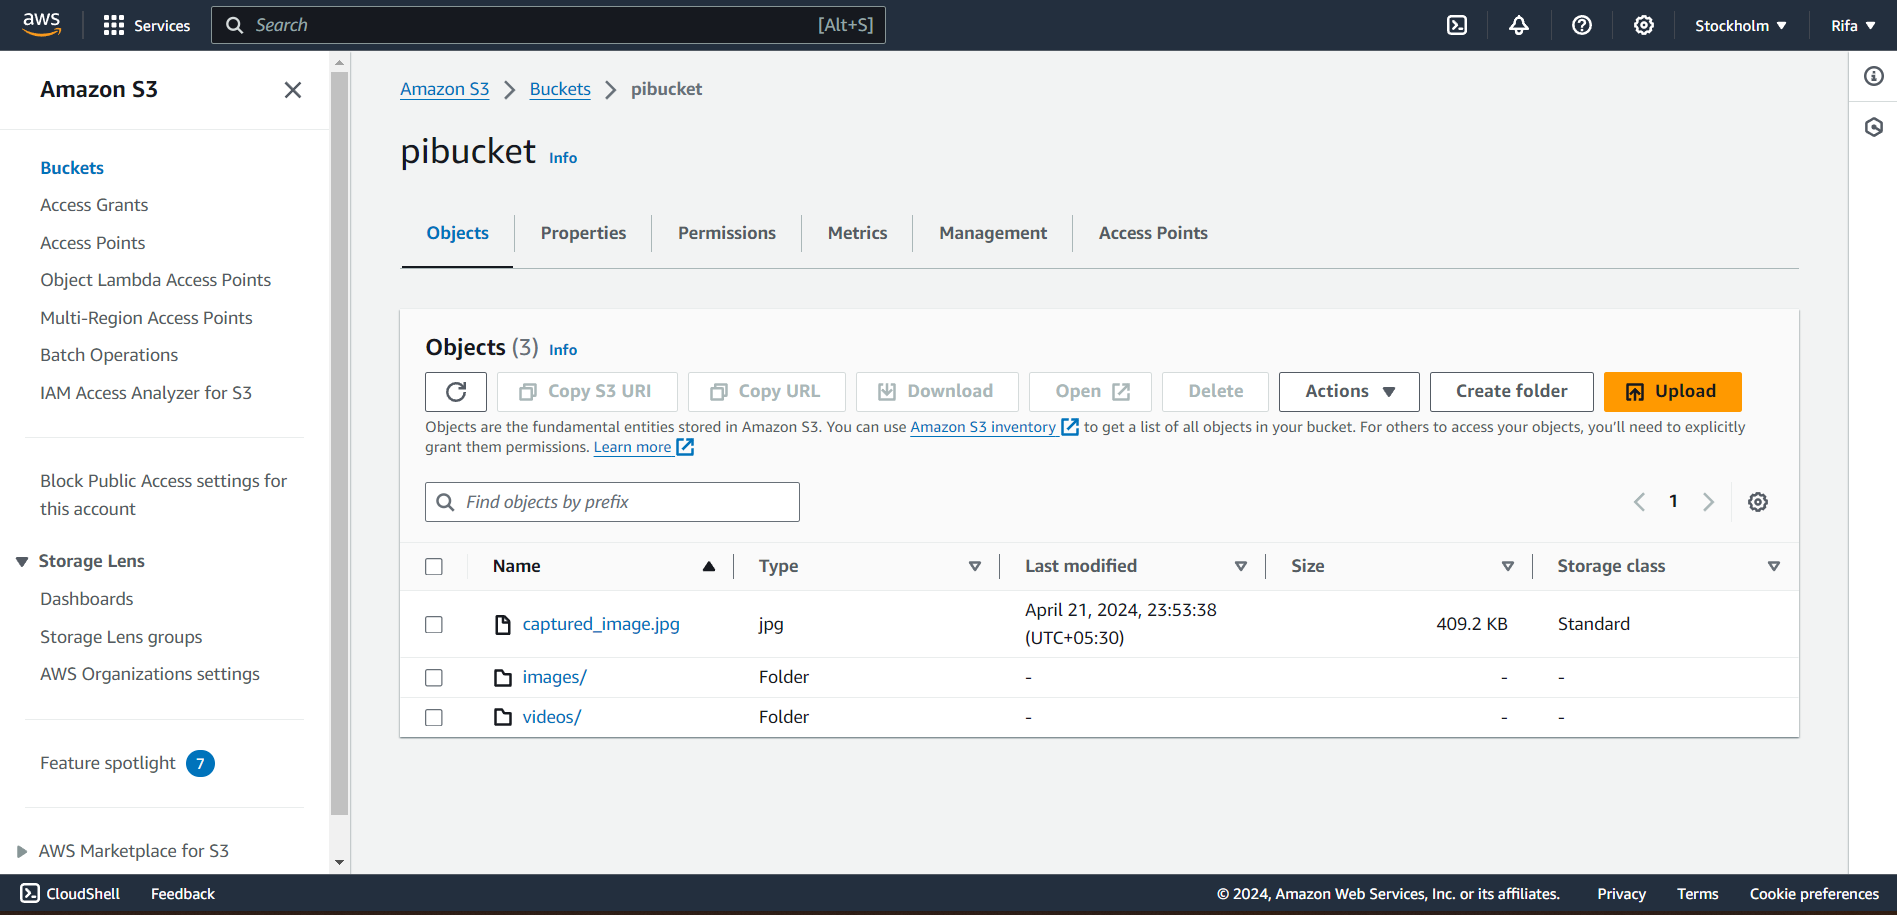 aws
Services
Search
[Alt+S]
Stockholm
Rifa
Amazon S3
Buckets
Access Grants
Access Points
Object Lambda Access Points
Multi-Region Access Points
Batch Operations
IAM Access Analyzer for S3
Block Public Access settings for
this account
Storage Lens
Dashboards
Storage Lens groups
AWS Organizations settings
Feature spotlight 7
AWS Marketplace for S3
Amazon S3 Buckets pibucket
pibucket Info
Objects Properties Permissions Metrics Management Access Points
Objects (3) Info
Copy S3 URI Copy URL Download Open Delete Actions Create folder Upload
Objects are the fundamental entities stored in Amazon S3. You can use Amazon S3 inventory to get a list of all objects in your bucket. For others to access your objects, you'll need to explicitly
grant them permissions. Learn more
Find objects by prefix
1
Name Type Last modified Size Storage class
captured_image.jpg jpg April 21, 2024, 23:53:38 409.2 KB Standard
(UTC+05:30)
images/ Folder - - -
videos/ Folder - - -
CloudShell Feedback © 2024, Amazon Web Services, Inc. or its affiliates. Privacy Terms Cookie preferences